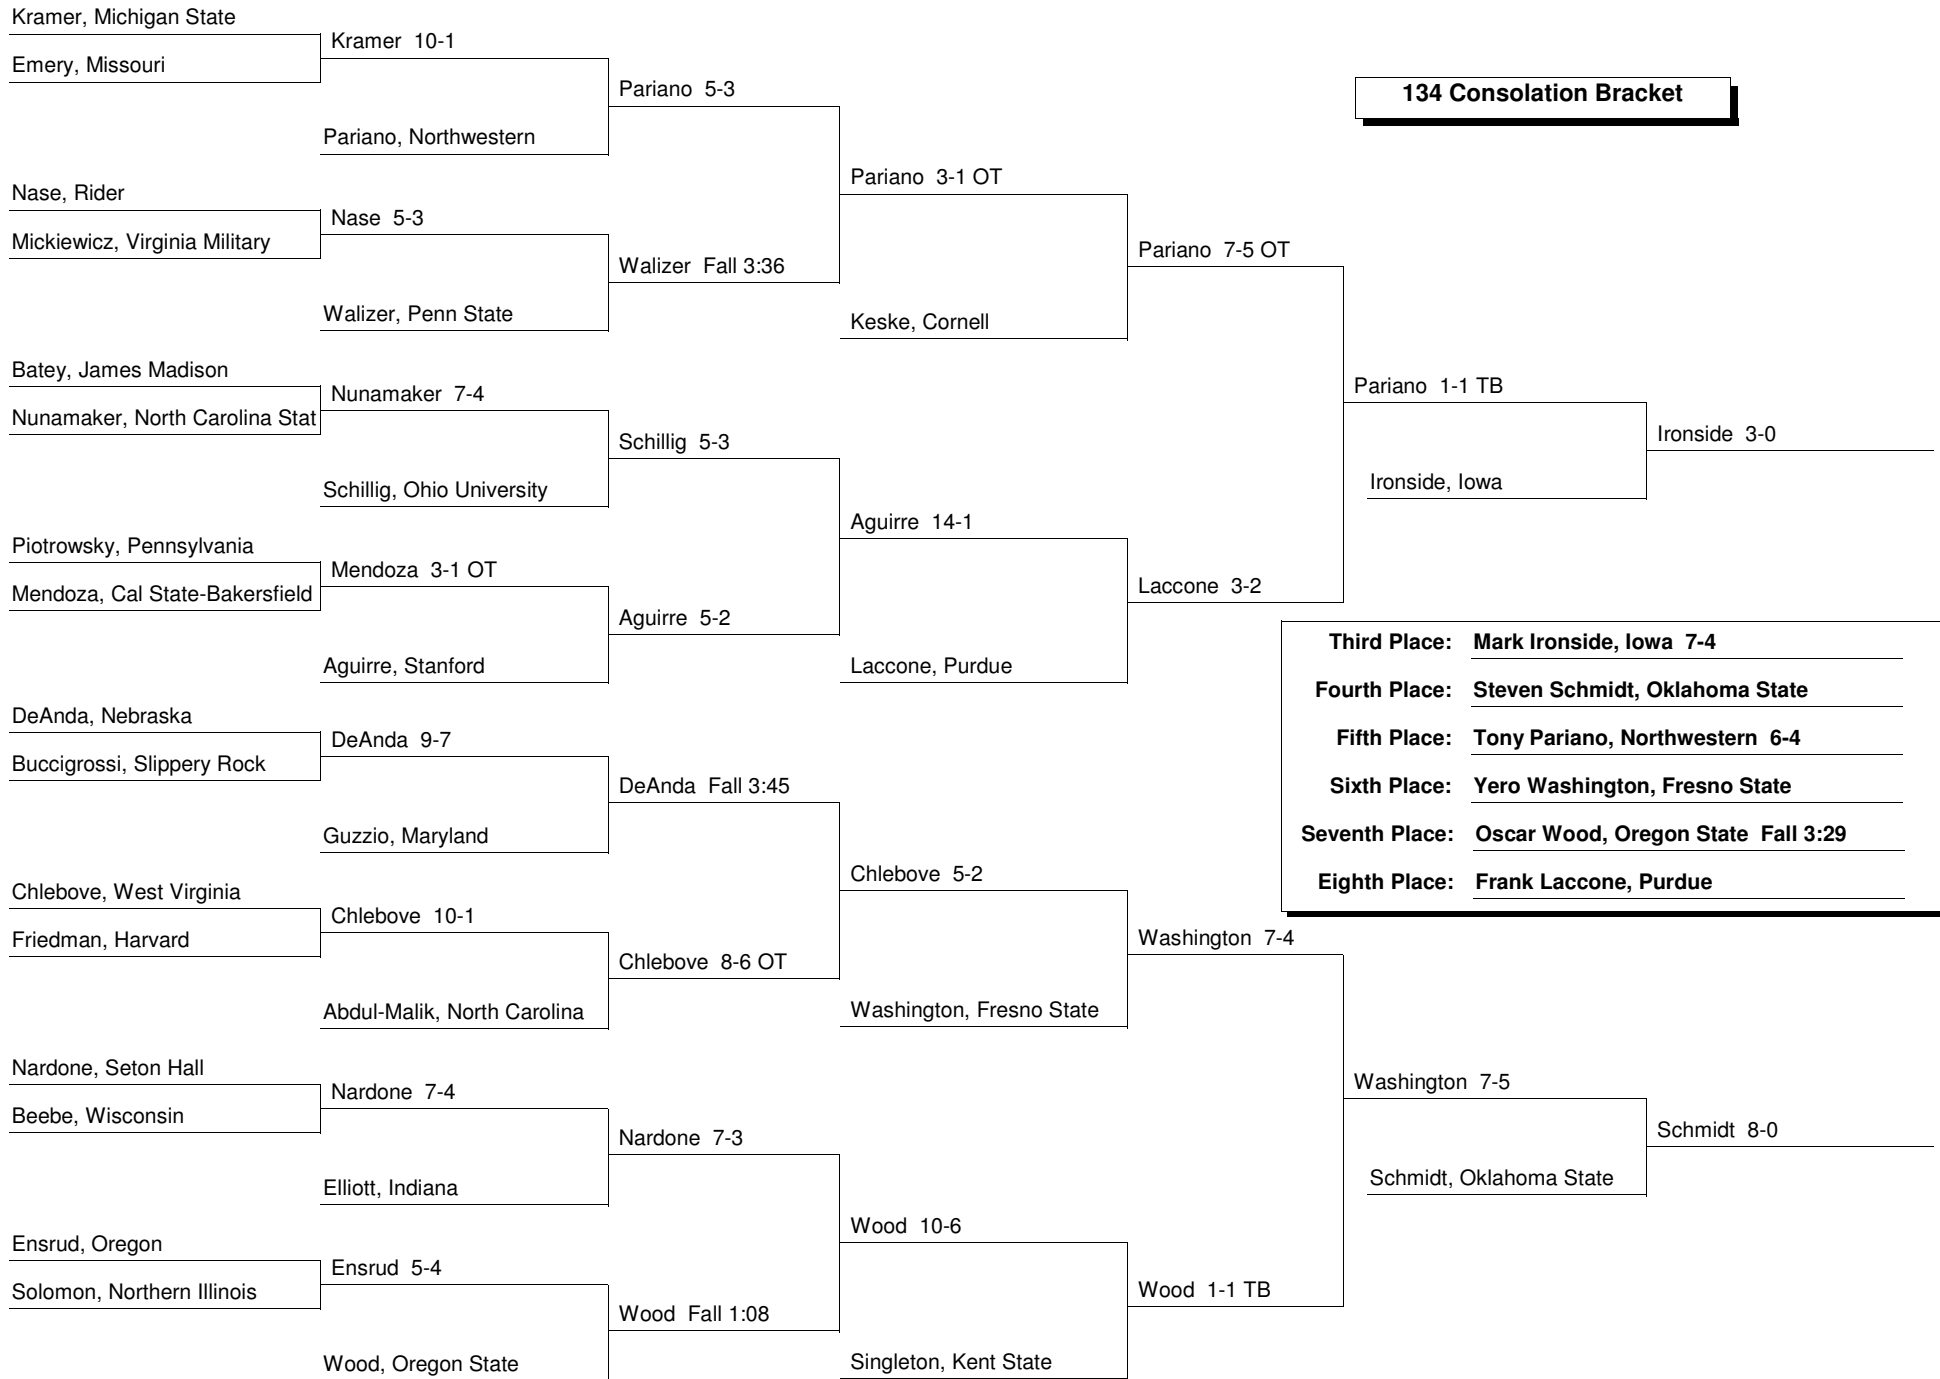 Kramer, Michigan State
Kramer  10-1
Emery, Missouri
Pariano  5-3
134 Consolation Bracket
Pariano, Northwestern
Pariano  3-1 OT
Nase, Rider
Nase  5-3
Mickiewicz, Virginia Military
Pariano  7-5 OT
Walizer  Fall 3:36
Walizer, Penn State
Keske, Cornell
Batey, James Madison
Pariano  1-1 TB
Nunamaker  7-4
Nunamaker, North Carolina Stat
Ironside  3-0
Schillig  5-3
Ironside, Iowa
Schillig, Ohio University
Aguirre  14-1
Piotrowsky, Pennsylvania
Mendoza  3-1 OT
Laccone  3-2
Mendoza, Cal State-Bakersfield
Aguirre  5-2
Third Place: Mark Ironside, Iowa  7-4
Aguirre, Stanford
Laccone, Purdue
Fourth Place: Steven Schmidt, Oklahoma State
DeAnda, Nebraska
DeAnda  9-7
Fifth Place: Tony Pariano, Northwestern  6-4
Buccigrossi, Slippery Rock
DeAnda  Fall 3:45
Sixth Place: Yero Washington, Fresno State
Guzzio, Maryland
Seventh Place: Oscar Wood, Oregon State  Fall 3:29
Chlebove  5-2
Eighth Place: Frank Laccone, Purdue
Chlebove, West Virginia
Chlebove  10-1
Friedman, Harvard
Washington  7-4
Chlebove  8-6 OT
Abdul-Malik, North Carolina
Washington, Fresno State
Nardone, Seton Hall
Washington  7-5
Nardone  7-4
Beebe, Wisconsin
Schmidt  8-0
Nardone  7-3
Schmidt, Oklahoma State
Elliott, Indiana
Wood  10-6
Ensrud, Oregon
Ensrud  5-4
Wood  1-1 TB
Solomon, Northern Illinois
Wood  Fall 1:08
Wood, Oregon State
Singleton, Kent State